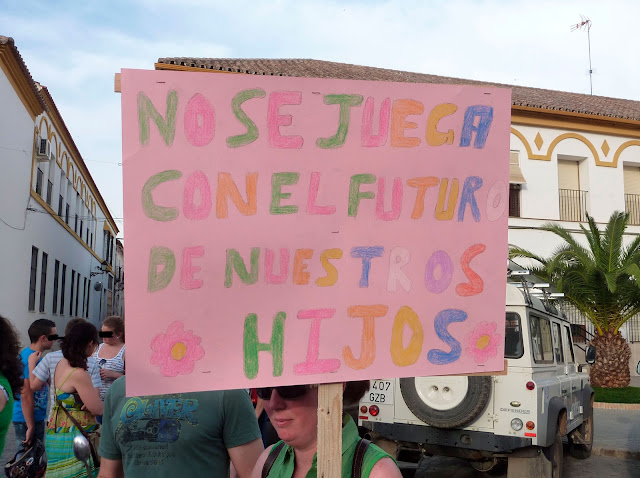 NO SE JUEGA
CON EL FUTURO
DE NUESTROS
HIJOS